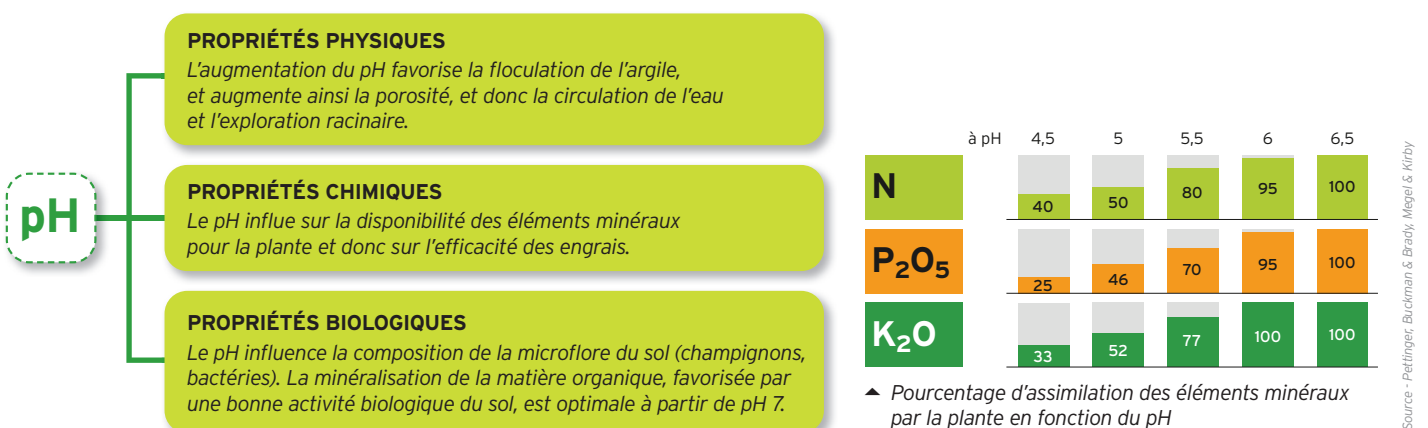 pH
PROPRIÉTÉS PHYSIQUES
L'augmentation du pH favorise la floculation de l'argile,
et augmente ainsi la porosité, et donc la circulation de l'eau
et l'exploration racinaire.
PROPRIÉTÉS CHIMIQUES
Le pH influe sur la disponibilité des éléments minéraux
pour la plante et donc sur l'efficacité des engrais.
PROPRIÉTÉS BIOLOGIQUES
Le pH influence la composition de la microflore du sol (champignons,
bactéries). La minéralisation de la matière organique, favorisée par
une bonne activité biologique du sol, est optimale à partir de pH 7.
à pH 4,5 5 5,5 6 6,5
N 40 50 80 95 100
P₂O₅ 25 46 70 95 100
K₂O 33 52 77 100 100
Pourcentage d'assimilation des éléments minéraux
par la plante en fonction du pH
Source - Pettinger, Buckman & Brady, Megel & Kirby